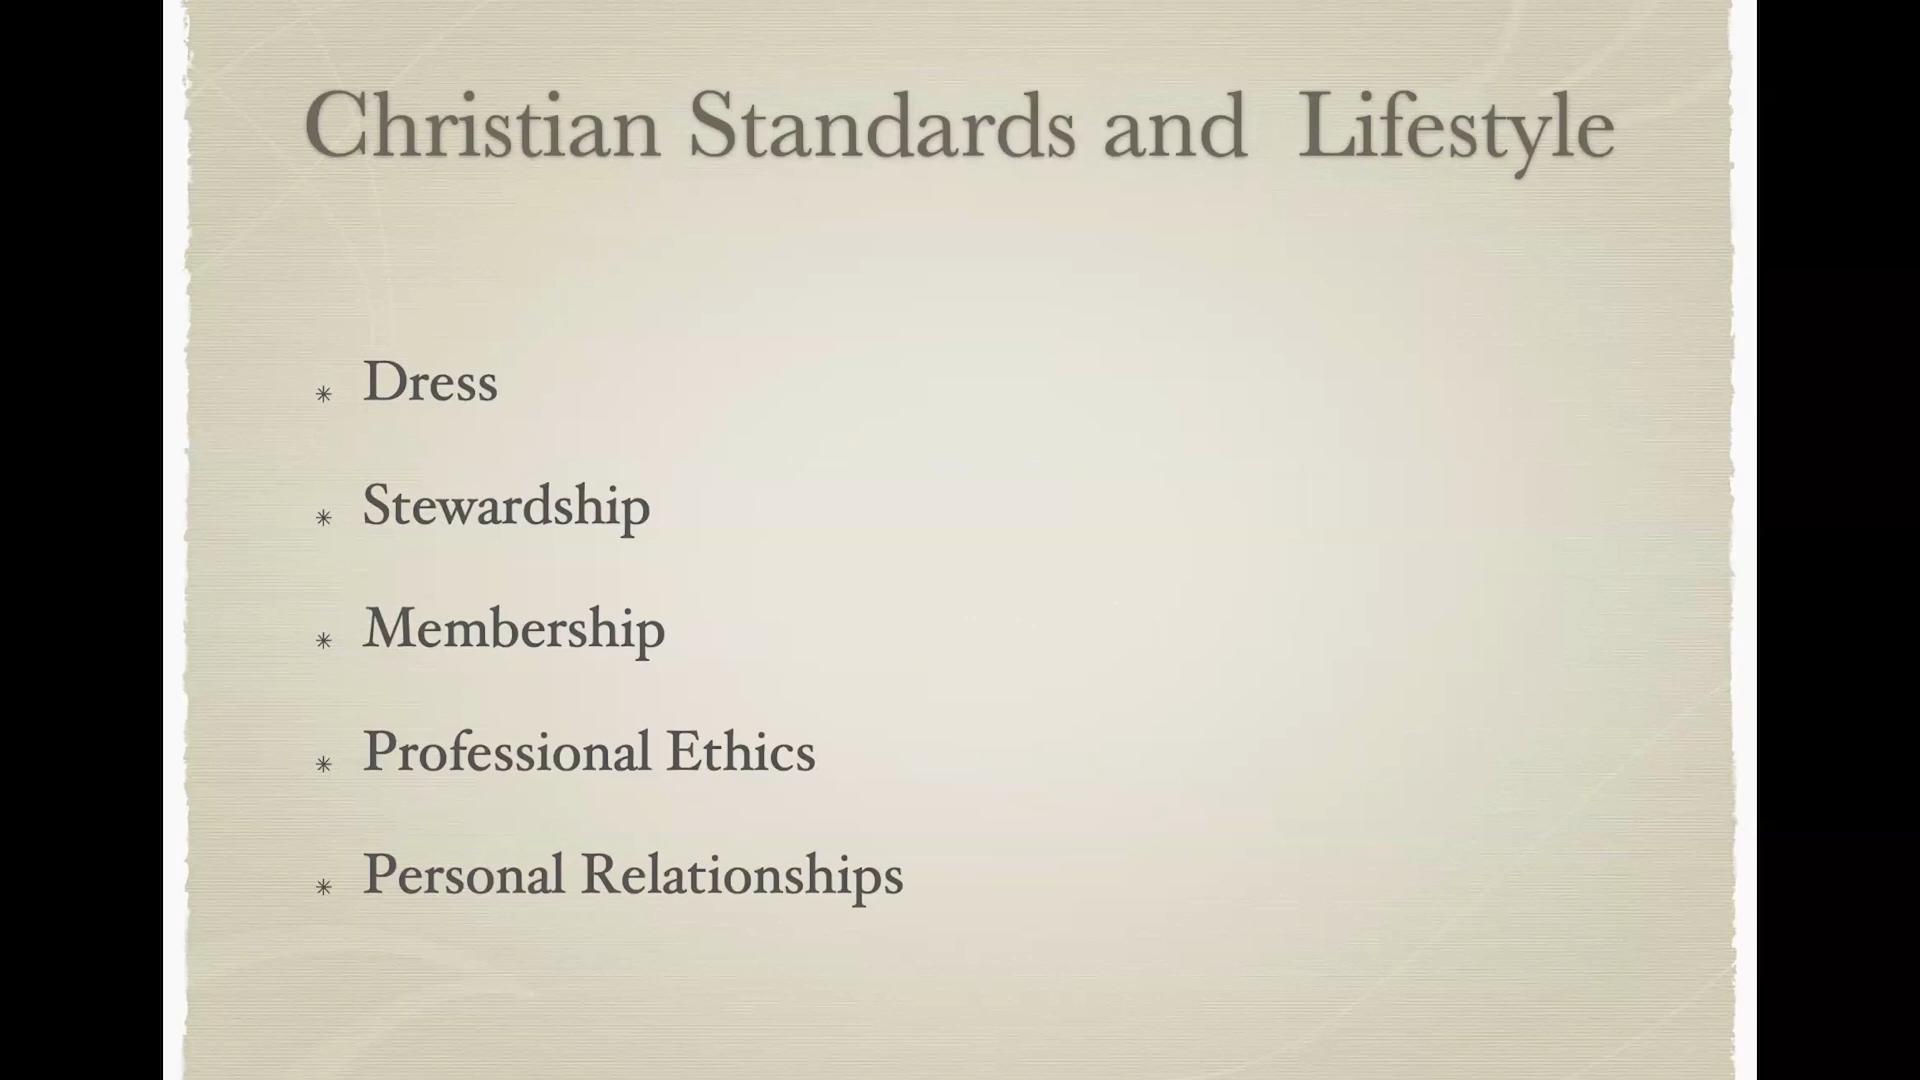 Christian Standards and  Lifestyle
* Dress
* Stewardship
* Membership
* Professional Ethics
* Personal Relationships